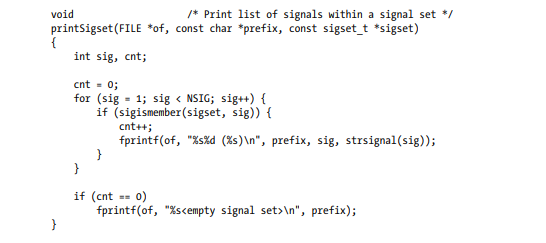 void                    /* Print list of signals within a signal set */
printSigset(FILE *of, const char *prefix, const sigset_t *sigset)
{
    int sig, cnt;

    cnt = 0;
    for (sig = 1; sig < NSIG; sig++) {
        if (sigismember(sigset, sig)) {
            cnt++;
            fprintf(of, "%s%d (%s)\n", prefix, sig, strsignal(sig));
        }
    }

    if (cnt == 0)
        fprintf(of, "%s<empty signal set>\n", prefix);
}